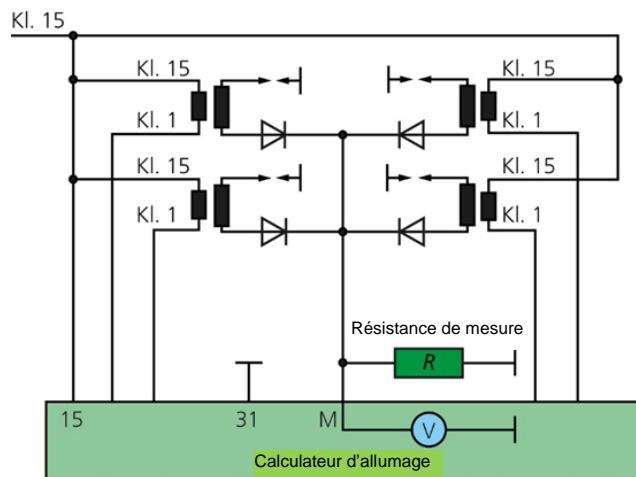 Kl. 15
Kl. 15
Kl. 15
Kl. 1
Kl. 1
Kl. 15
Kl. 15
Kl. 1
Kl. 1
Résistance de mesure
R
15
31
M
V
Calculateur d'allumage